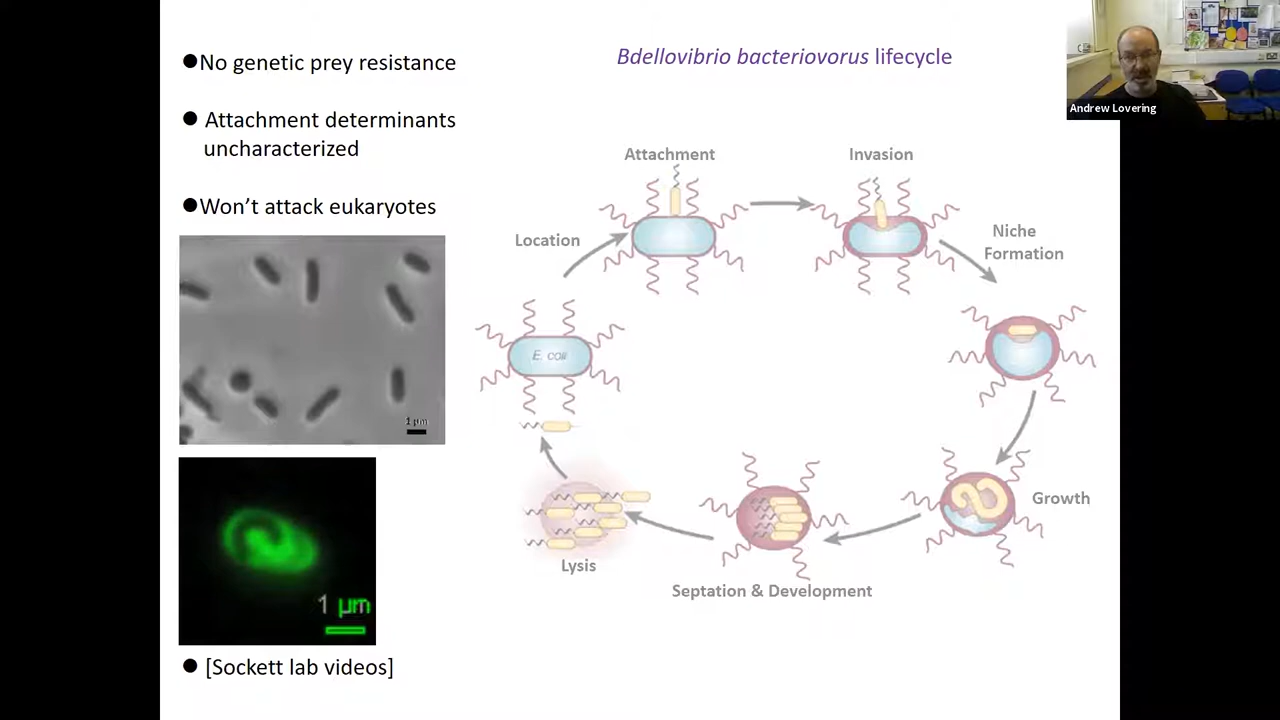 ●No genetic prey resistance
● Attachment determinants
uncharacterized
●Won't attack eukaryotes
1 µm
1 µm
● [Sockett lab videos]
Bdellovibrio bacteriovorus lifecycle
Attachment
Invasion
Location
Niche
Formation
E. coli
Growth
Lysis
Septation & Development
Andrew Lovering